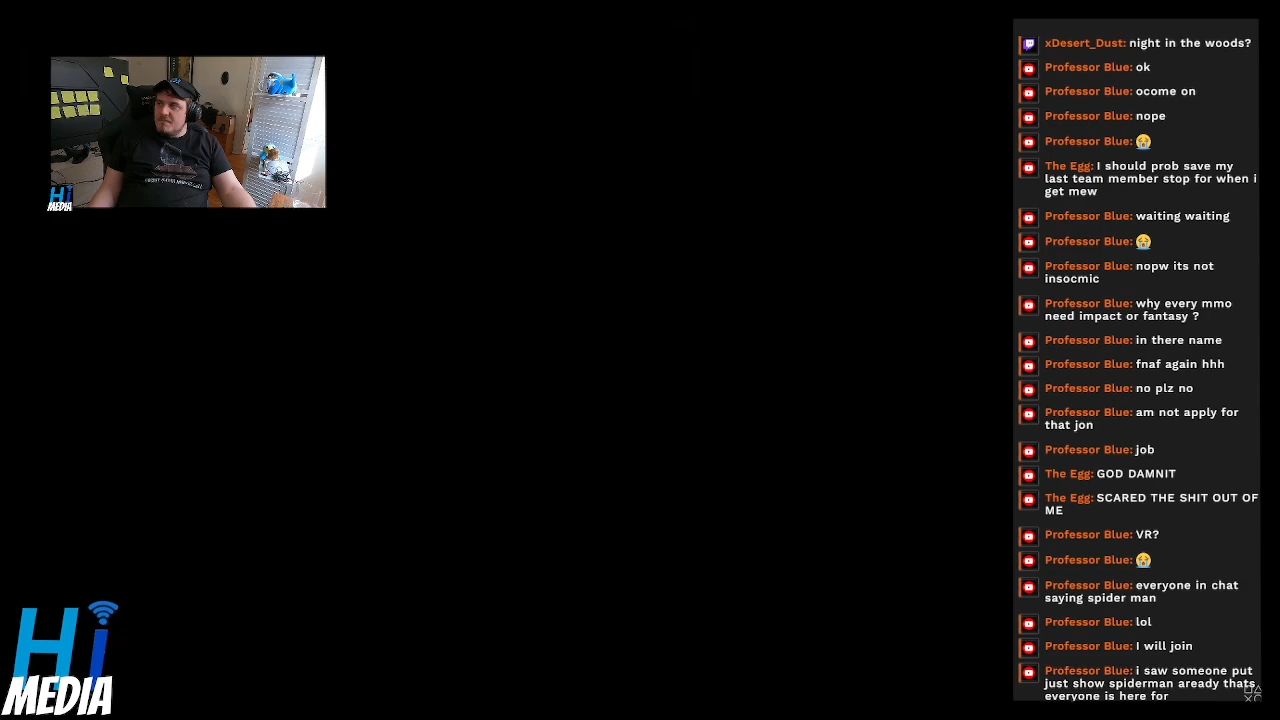 xDesert_Dust: night in the woods?
Professor Blue: ok
Professor Blue: ocome on
Professor Blue: nope
Professor Blue: 😭
The Egg: I should prob save my
last team member stop for when i
get mew
Professor Blue: waiting waiting
Professor Blue: 😭
Professor Blue: nopw its not
insocmic
Professor Blue: why every mmo
need impact or fantasy ?
Professor Blue: in there name
Professor Blue: fnaf again hhh
Professor Blue: no plz no
Professor Blue: am not apply for
that jon
Professor Blue: job
The Egg: GOD DAMNIT
The Egg: SCARED THE SHIT OUT OF
ME
Professor Blue: VR?
Professor Blue: 😭
Professor Blue: everyone in chat
saying spider man
Professor Blue: lol
Professor Blue: I will join
Professor Blue: i saw someone put
just show spiderman aready thats
everyone is here for
Hi
MEDIA
Hi
MEDIA